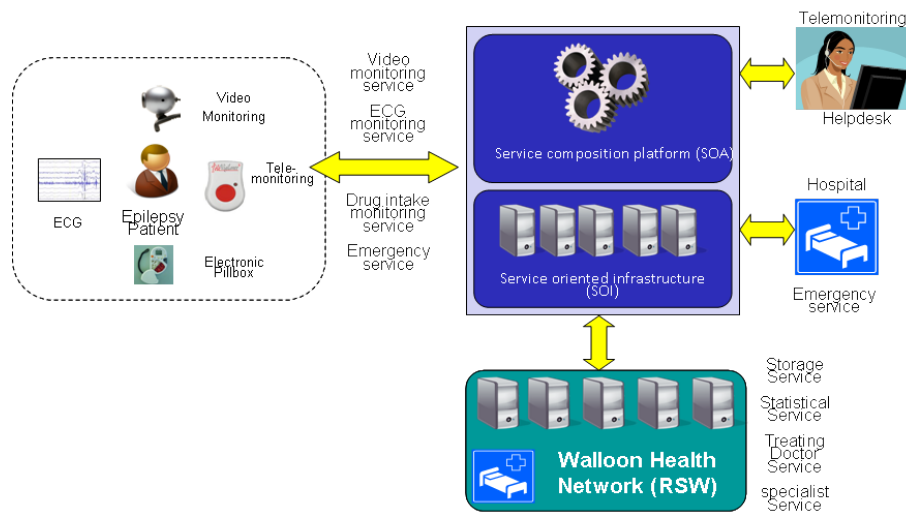 Video
Monitoring
ECG
Epilepsy
Patient
Tele-
monitoring
Electronic
Pillbox
Video
monitoring
service
ECG
monitoring
service
Drug intake
monitoring
service
Emergency
service
Service composition platform (SOA)
Service oriented infrastructure
(SOI)
Telemonitoring
Helpdesk
Hospital
Emergency
service
Walloon Health
Network (RSW)
Storage
Service
Statistical
Service
Treating
Doctor
Service
specialist
Service